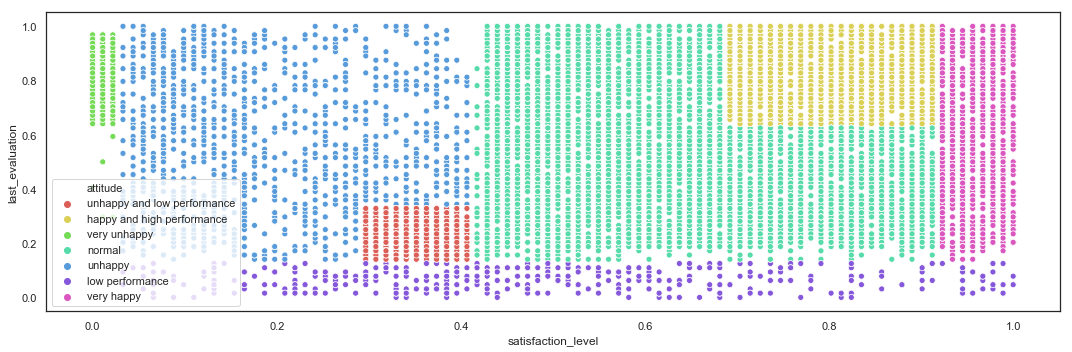 1.0
0.8
0.6
0.4
0.2
0.0
last_evaluation
attitude
unhappy and low performance
happy and high performance
very unhappy
normal
unhappy
low performance
very happy
0.0 0.2 0.4 0.6 0.8 1.0
satisfaction_level